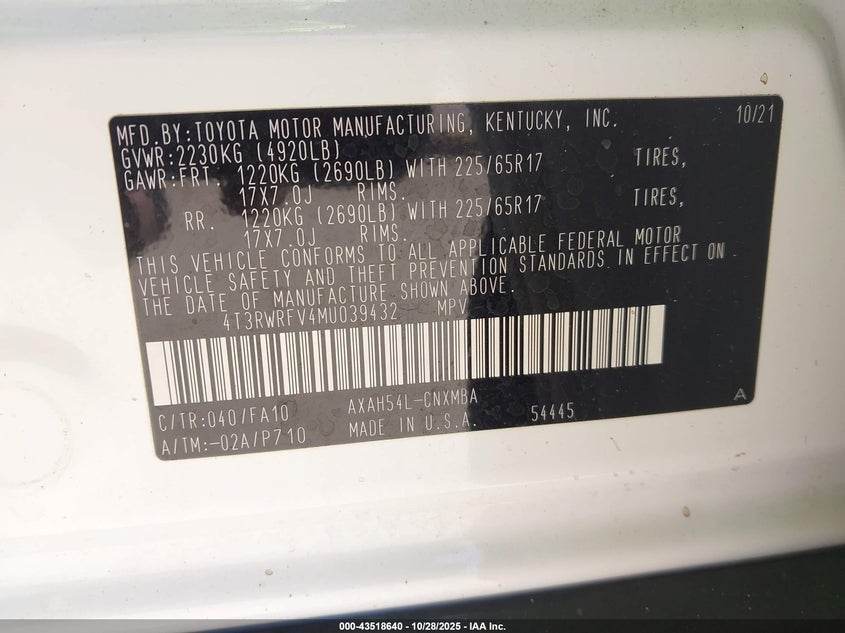 MFD.BY:TOYOTA MOTOR MANUFACTURING, KENTUCKY, INC. 10/21
GVWR:2230KG (4920LB)
GAWR:FRT. 1220KG (2690LB) WITH 225/65R17 TIRES,
17X7.0J RIMS.
RR. 1220KG (2690LB) WITH 225/65R17 TIRES,
17X7.0J RIMS.
THIS VEHICLE CONFORMS TO ALL APPLICABLE FEDERAL MOTOR
VEHICLE SAFETY AND THEFT PREVENTION STANDARDS IN EFFECT ON
THE DATE OF MANUFACTURE SHOWN ABOVE.
4T3RWRFV4MU039432 MPV
C/TR:040/FA10 AXAH54L-CNXMBA A
A/TM:-02A/P710 MADE IN U.S.A. 54445
000-43518640 - 10/28/2025 - IAA Inc.